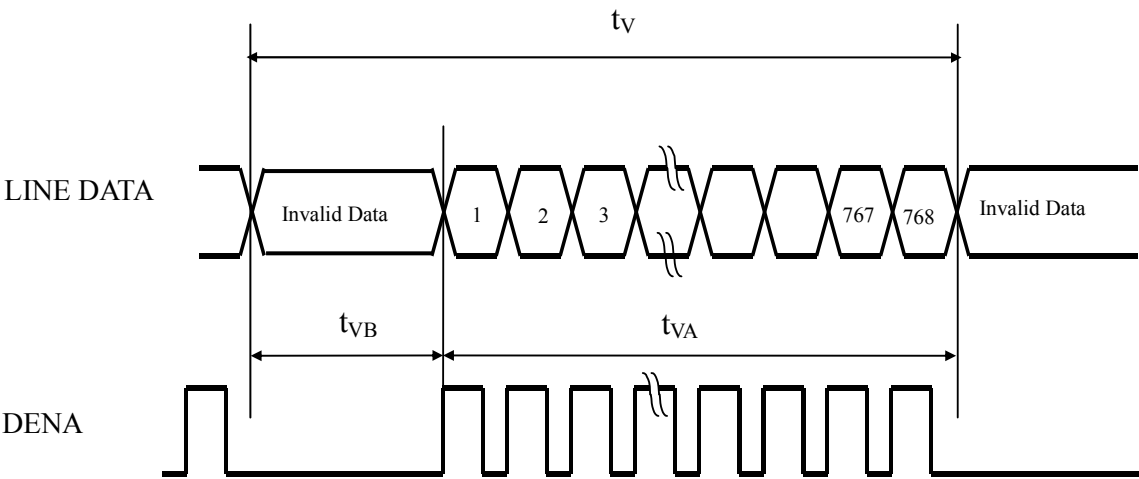 tV
LINE DATA
Invalid Data
1
2
3
767
768
Invalid Data
tVB
tVA
DENA